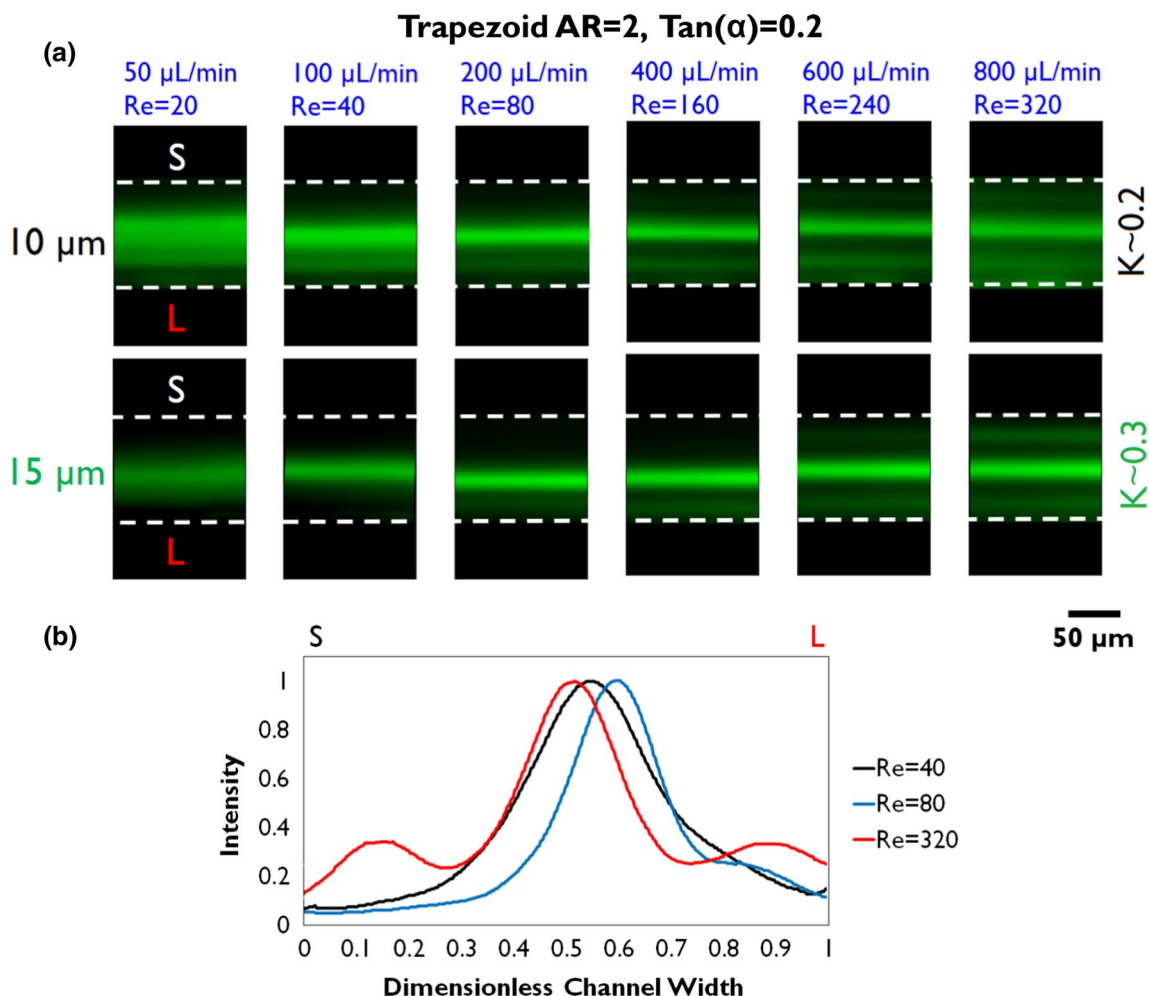 Trapezoid AR=2, Tan(α)=0.2
(a)
50 µL/min 100 µL/min 200 µL/min 400 µL/min 600 µL/min 800 µL/min
Re=20 Re=40 Re=80 Re=160 Re=240 Re=320
S
10 µm
K~0.2
L
S
15 µm
K~0.3
L
50 µm
(b)
S L
1
0.8
0.6
0.4
0.2
0
Intensity
Re=40
Re=80
Re=320
0 0.1 0.2 0.3 0.4 0.5 0.6 0.7 0.8 0.9 1
Dimensionless Channel Width